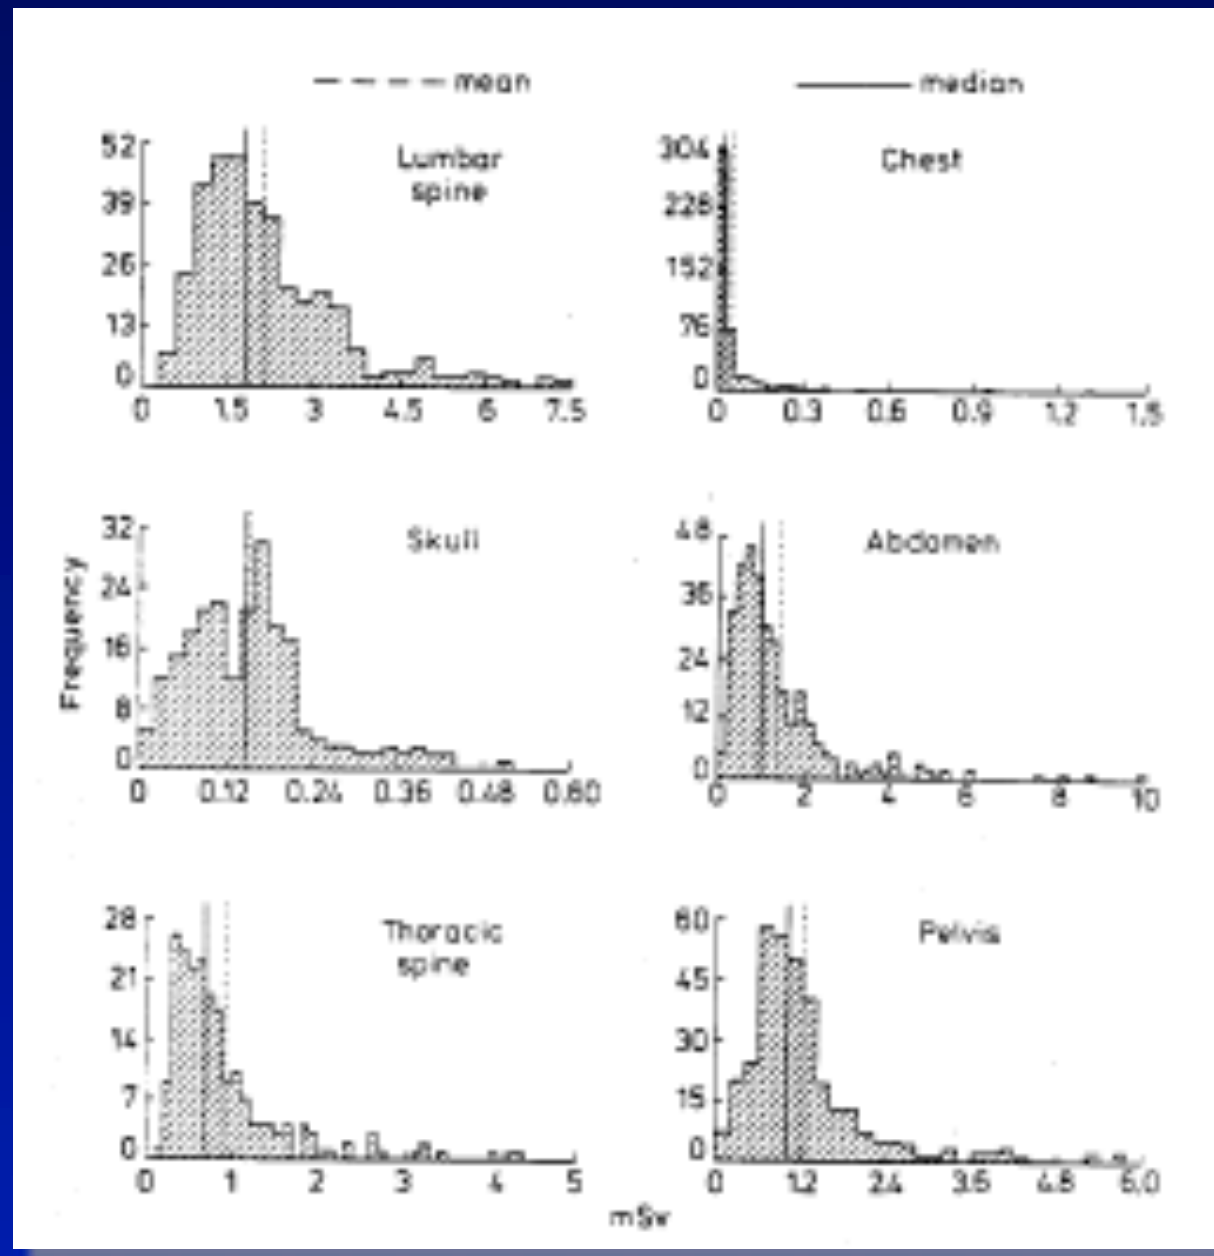 mean
median
Lumbar
spine
52
39
26
13
0
0 1.5 3 4.5 6 7.5
Chest
304
228
152
76
0
0 0.3 0.6 0.9 1.2 1.5
Frequency
Skull
32
24
16
8
0
0 0.12 0.24 0.36 0.48 0.60
Abdomen
48
36
24
12
0
0 2 4 6 8 10
Thoracic
spine
28
21
14
7
0
0 1 2 3 4 5
Pelvis
60
45
30
15
0
0 1.2 2.4 3.6 4.8 6.0
mSv